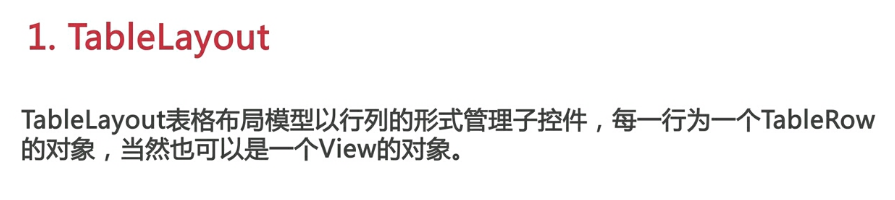 1. TableLayout
TableLayout表格布局模型以行列的形式管理子控件，每一行为一个TableRow
的对象，当然也可以是一个View的对象。